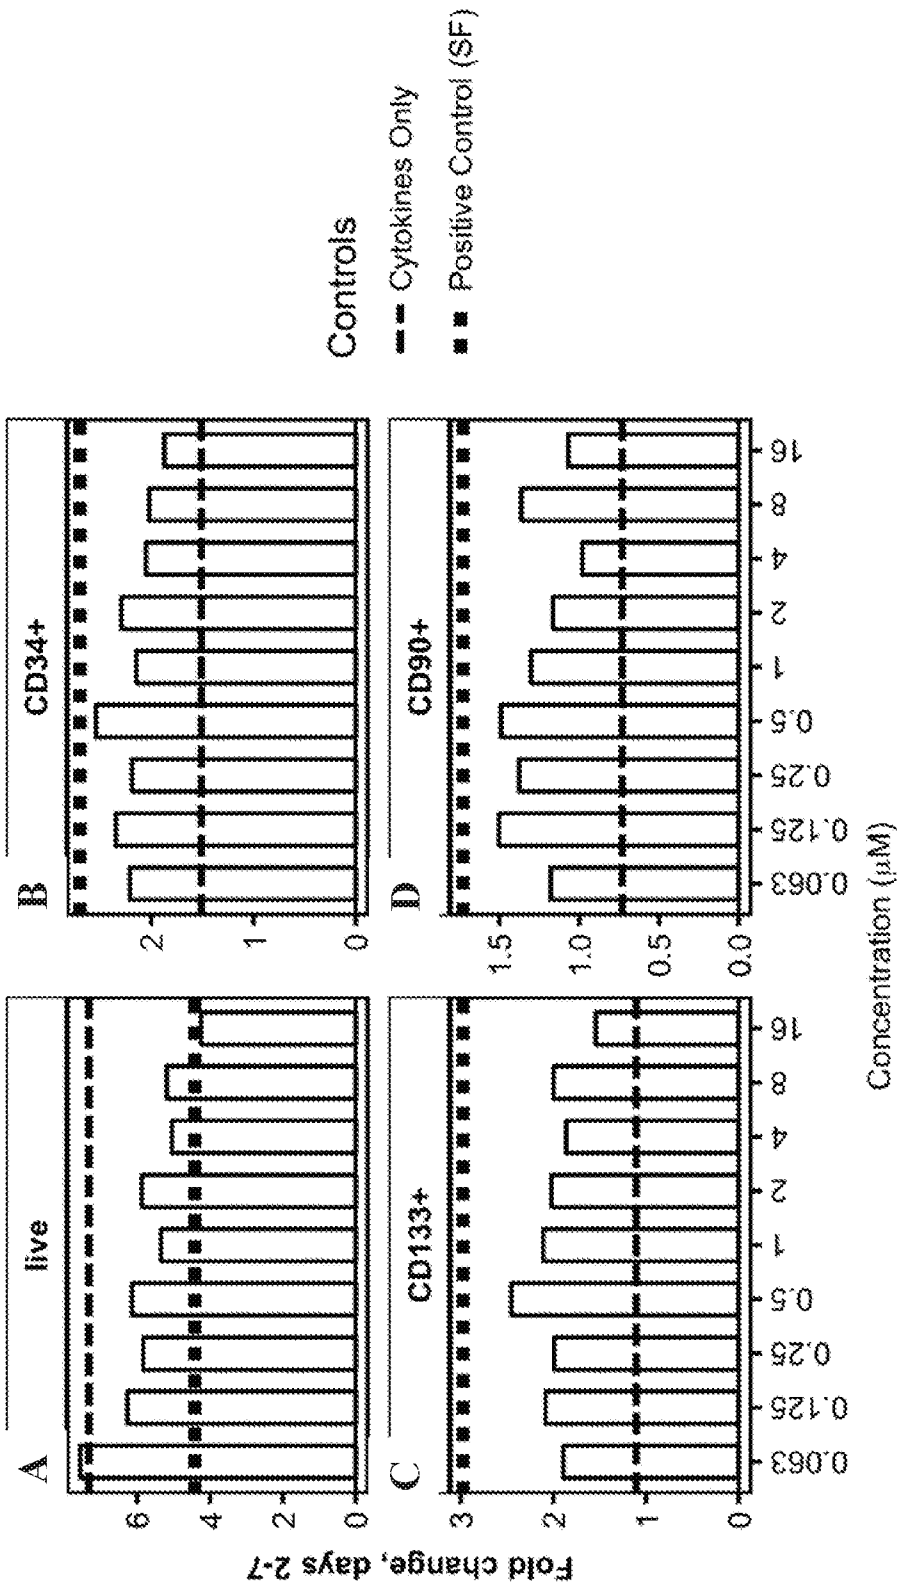 A
live
B
CD34+
Fold change, days 2-7
6
4
2
0
2
1
0
C
CD133+
D
CD90+
3
2
1
0
1.5
1.0
0.5
0.0
0.063
0.125
0.25
0.5
1
2
4
8
16
0.063
0.125
0.25
0.5
1
2
4
8
16
Concentration (µM)
Controls
Cytokines Only
Positive Control (SF)